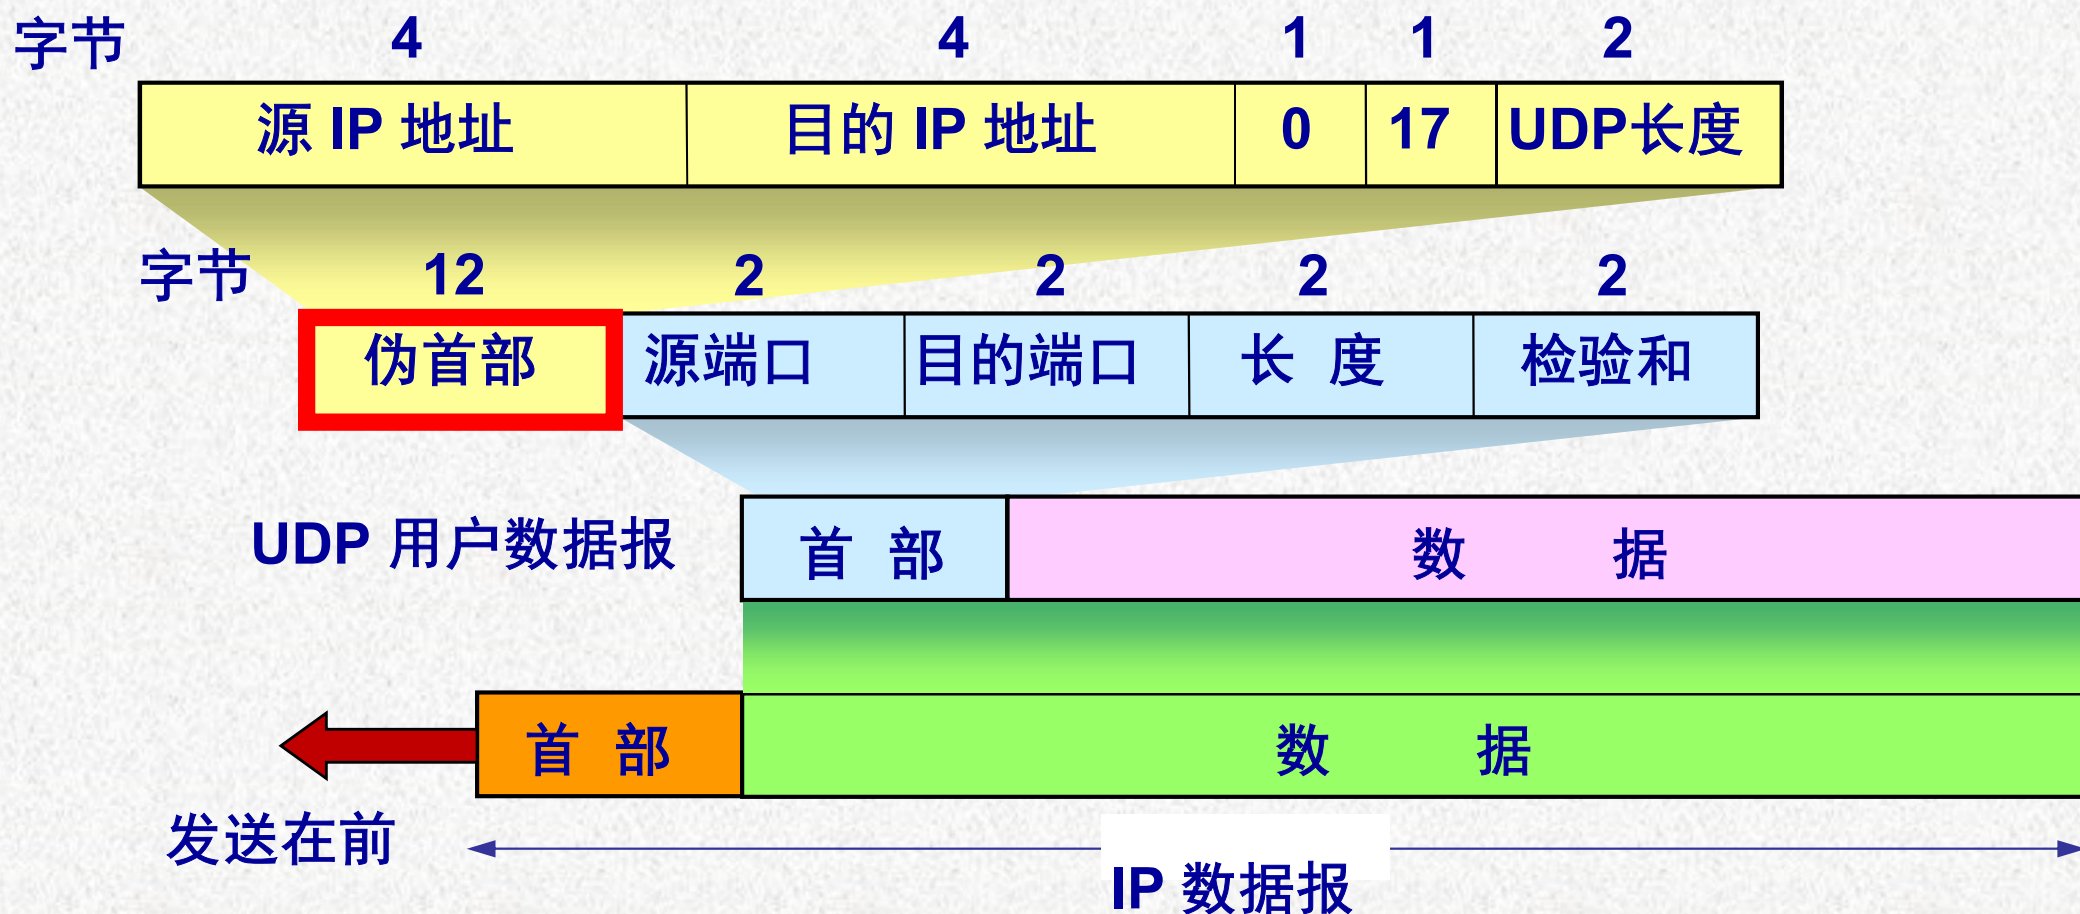 字节 4 4 1 1 2
源 IP 地址 目的 IP 地址 0 17 UDP长度
字节 12 2 2 2 2
伪首部 源端口 目的端口 长 度 检验和
UDP 用户数据报 首 部 数 据
首 部 数 据
发送在前
IP 数据报